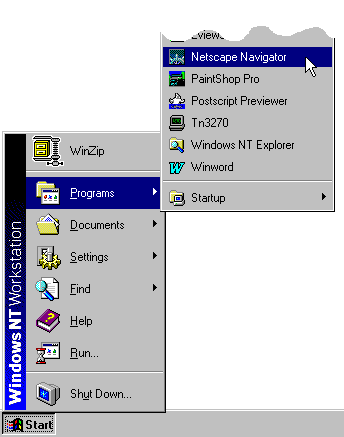 Eviewe
Netscape Navigator
PaintShop Pro
Postscript Previewer
Tn3270
Windows NT Explorer
Winword
Startup
WinZip
Programs
Documents
Settings
Find
Help
Run...
Shut Down...
Windows NT Workstation
Start